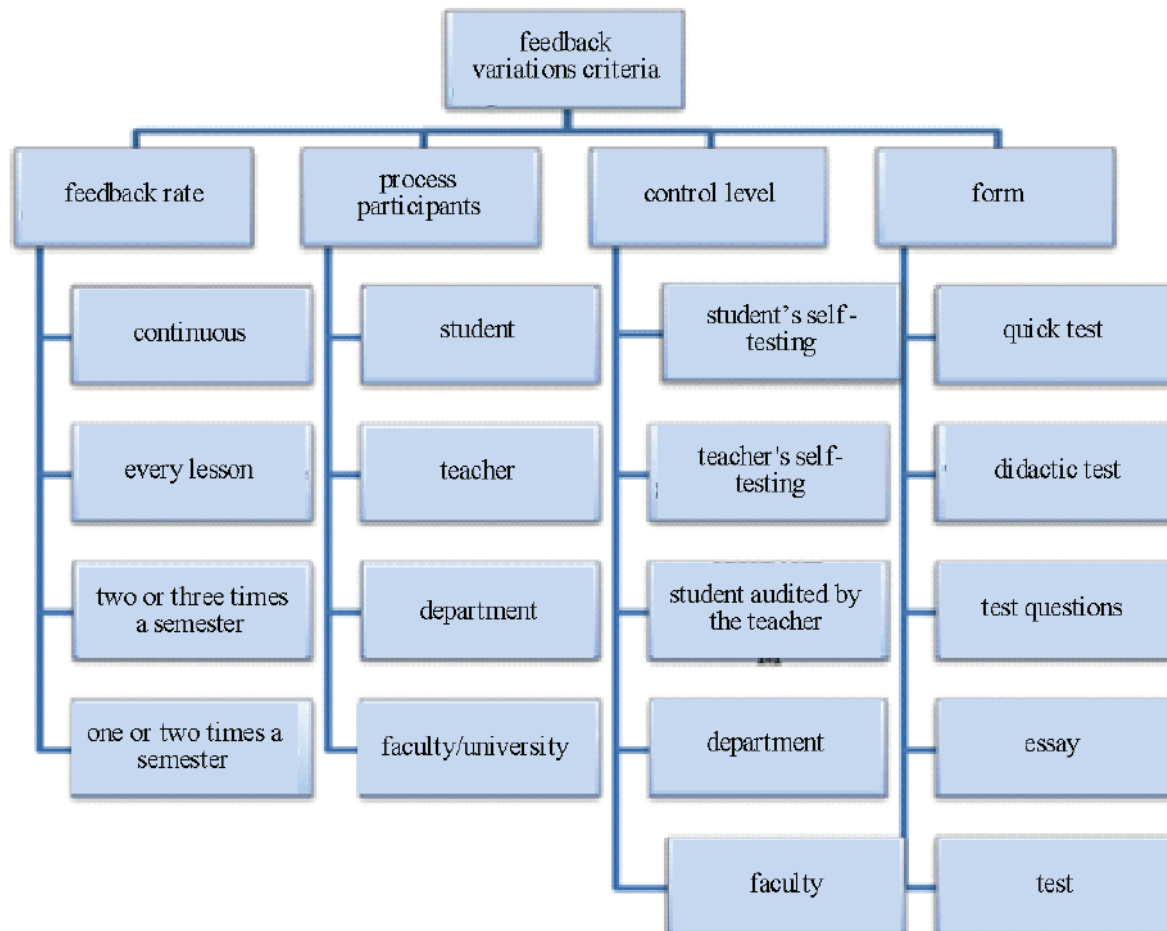 feedback
variations criteria
feedback rate
process
participants
control level
form
continuous
every lesson
two or three times
a semester
one or two times a
semester
student
teacher
department
faculty/university
student’s self -
testing
teacher's self-
testing
student audited by
the teacher
department
faculty
quick test
didactic test
test questions
essay
test